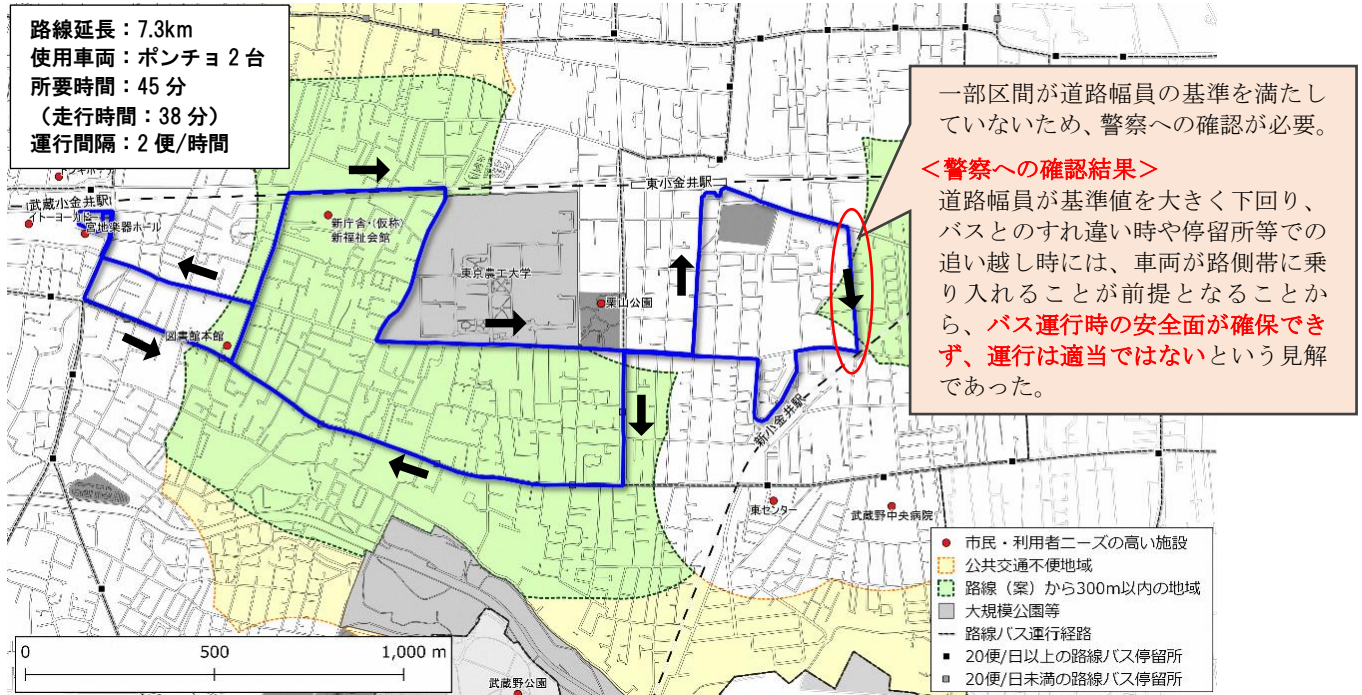 路線延長：7.3km
使用車両：ポンチョ 2 台
所要時間：45 分
（走行時間：38 分）
運行間隔：2 便/時間
一部区間が道路幅員の基準を満たし
ていないため、警察への確認が必要。
＜警察への確認結果＞
道路幅員が基準値を大きく下回り、
バスとのすれ違い時や停留所等での
追い越し時には、車両が路側帯に乗
り入れることが前提となることか
ら、バス運行時の安全面が確保でき
ず、運行は適当ではないという見解
であった。
武蔵小金井駅
宮地楽器ホール
新庁舎・(仮称)
新福祉会館
東小金井駅
東京農工大学
栗山公園
図書館本館
新小金井駅
東センター
武蔵野中央病院
武蔵野公園
市民・利用者ニーズの高い施設
公共交通不便地域
路線（案）から300m以内の地域
大規模公園等
路線バス運行経路
20便/日以上の路線バス停留所
20便/日未満の路線バス停留所
0 500 1,000 m